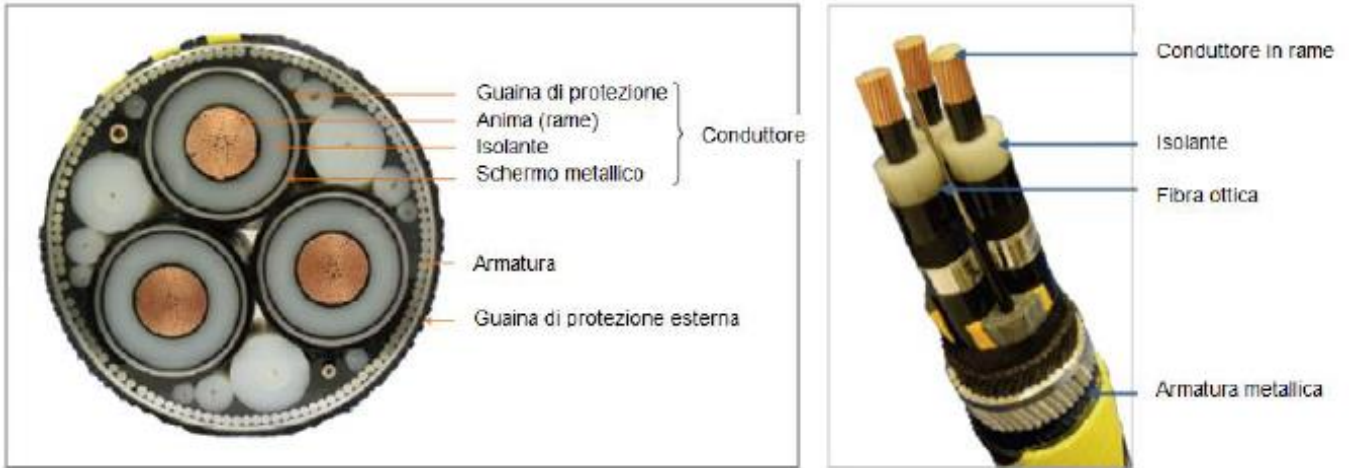 Guaina di protezione
Anima (rame)
Isolante
Schermo metallico
Conduttore
Armatura
Guaina di protezione esterna
Conduttore in rame
Isolante
Fibra ottica
Armatura metallica